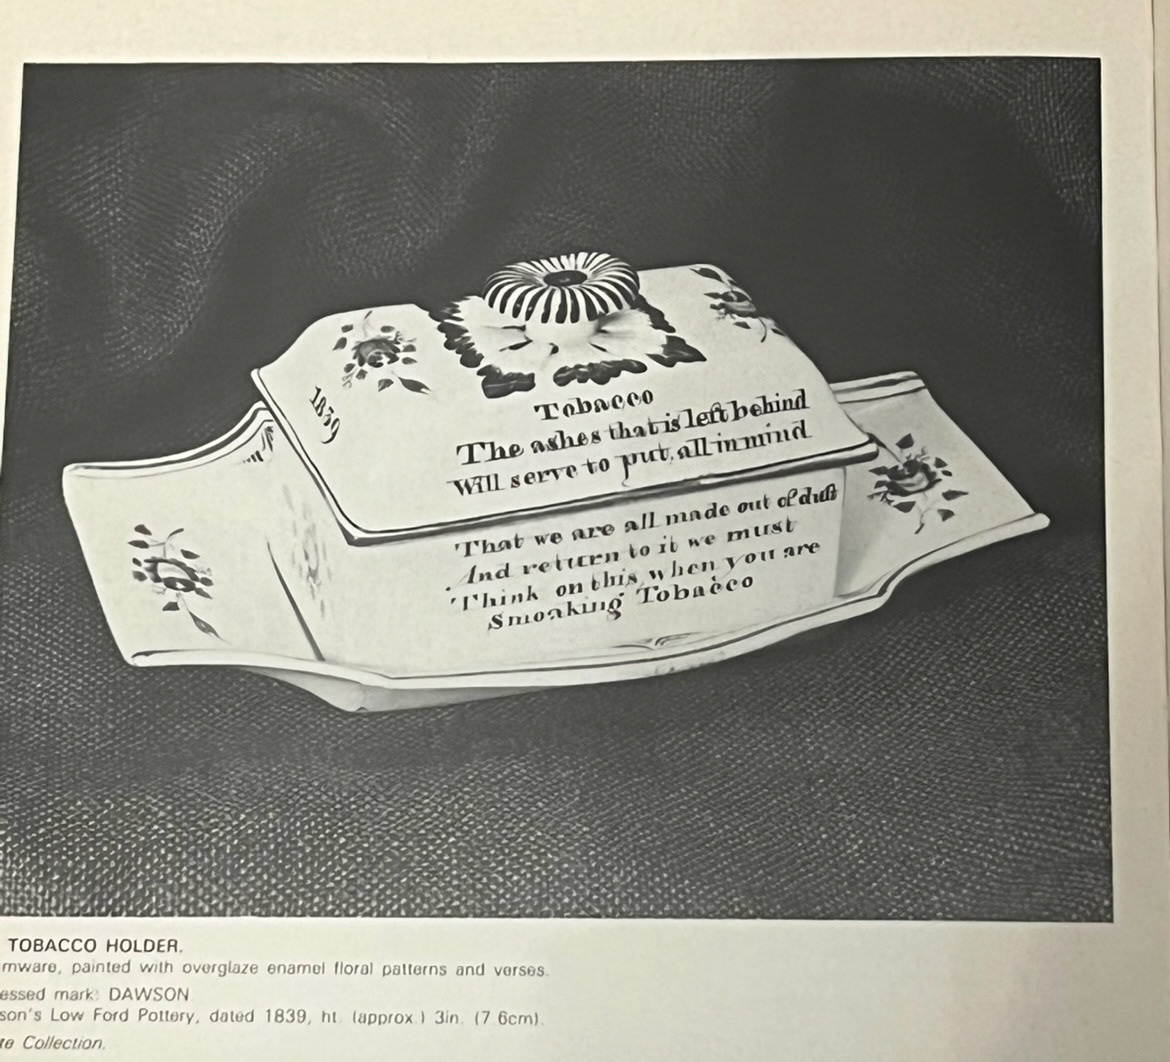 1839
Tobacco
The ashes that is left behind
Will serve to put all in mind
That we are all made out of dust
And return to it we must
Think on this when you are
Smoaking Tobacco
TOBACCO HOLDER.
mware, painted with overglaze enamel floral patterns and verses.
essed mark: DAWSON
son's Low Ford Pottery, dated 1839, ht. (approx.) 3in. (7 6cm).
te Collection.